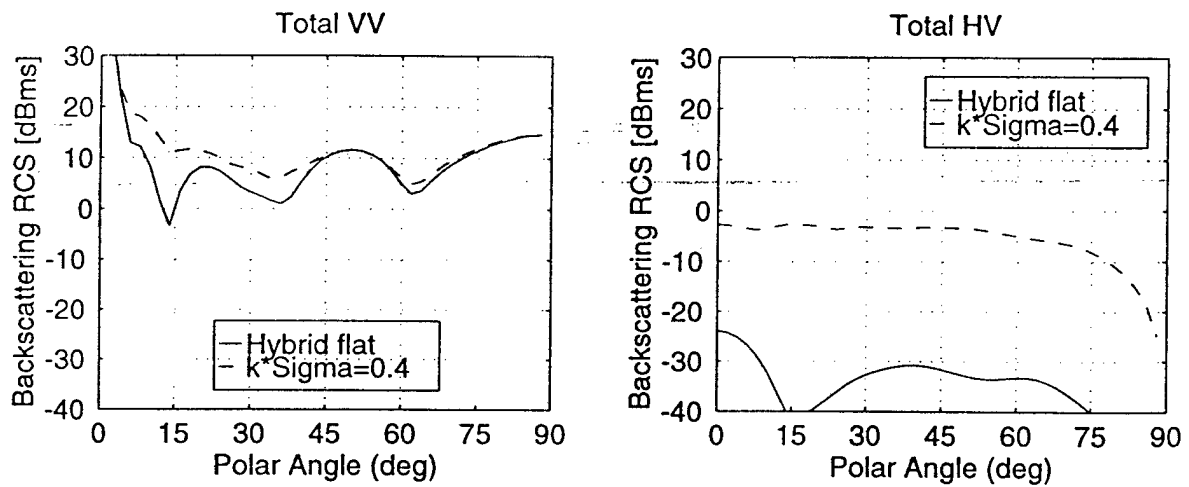 Total VV
Backscattering RCS [dBms]
30
20
10
0
-10
-20
-30
-40
Hybrid flat
k*Sigma=0.4
0 15 30 45 60 75 90
Polar Angle (deg)
Total HV
Backscattering RCS [dBms]
30
20
10
0
-10
-20
-30
-40
Hybrid flat
k*Sigma=0.4
0 15 30 45 60 75 90
Polar Angle (deg)